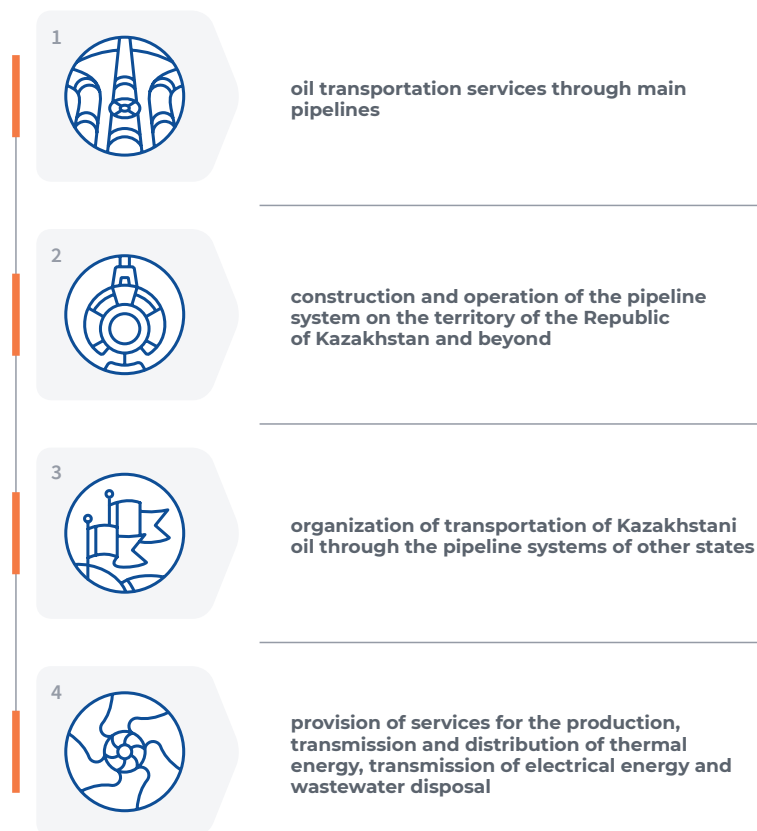 1
oil transportation services through main
pipelines
2
construction and operation of the pipeline
system on the territory of the Republic
of Kazakhstan and beyond
3
organization of transportation of Kazakhstani
oil through the pipeline systems of other states
4
provision of services for the production,
transmission and distribution of thermal
energy, transmission of electrical energy and
wastewater disposal